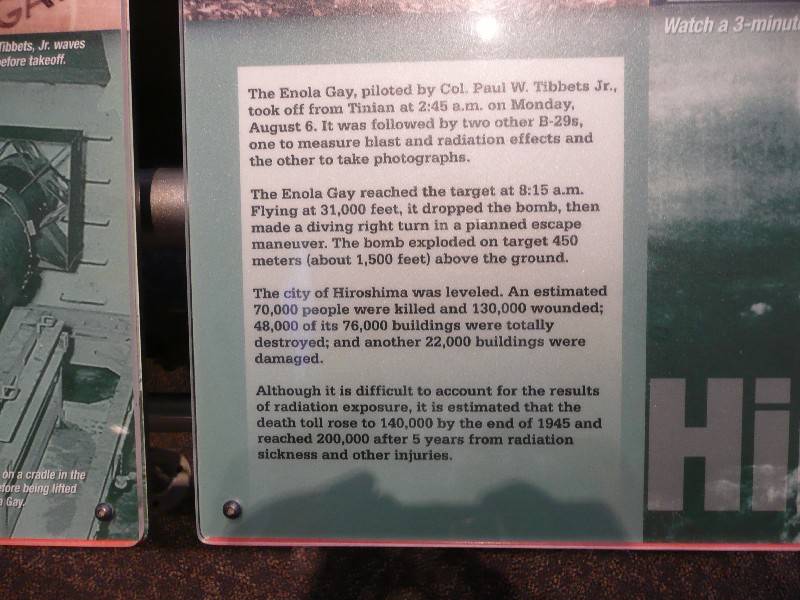 Tibbets, Jr. waves
before takeoff.
on a cradle in the
before being lifted
Gay.
The Enola Gay, piloted by Col. Paul W. Tibbets Jr.,
took off from Tinian at 2:45 a.m. on Monday,
August 6. It was followed by two other B-29s,
one to measure blast and radiation effects and
the other to take photographs.
The Enola Gay reached the target at 8:15 a.m.
Flying at 31,000 feet, it dropped the bomb, then
made a diving right turn in a planned escape
maneuver. The bomb exploded on target 450
meters (about 1,500 feet) above the ground.
The city of Hiroshima was leveled. An estimated
70,000 people were killed and 130,000 wounded;
48,000 of its 76,000 buildings were totally
destroyed; and another 22,000 buildings were
damaged.
Although it is difficult to account for the results
of radiation exposure, it is estimated that the
death toll rose to 140,000 by the end of 1945 and
reached 200,000 after 5 years from radiation
sickness and other injuries.
Watch a 3-minut
Hi